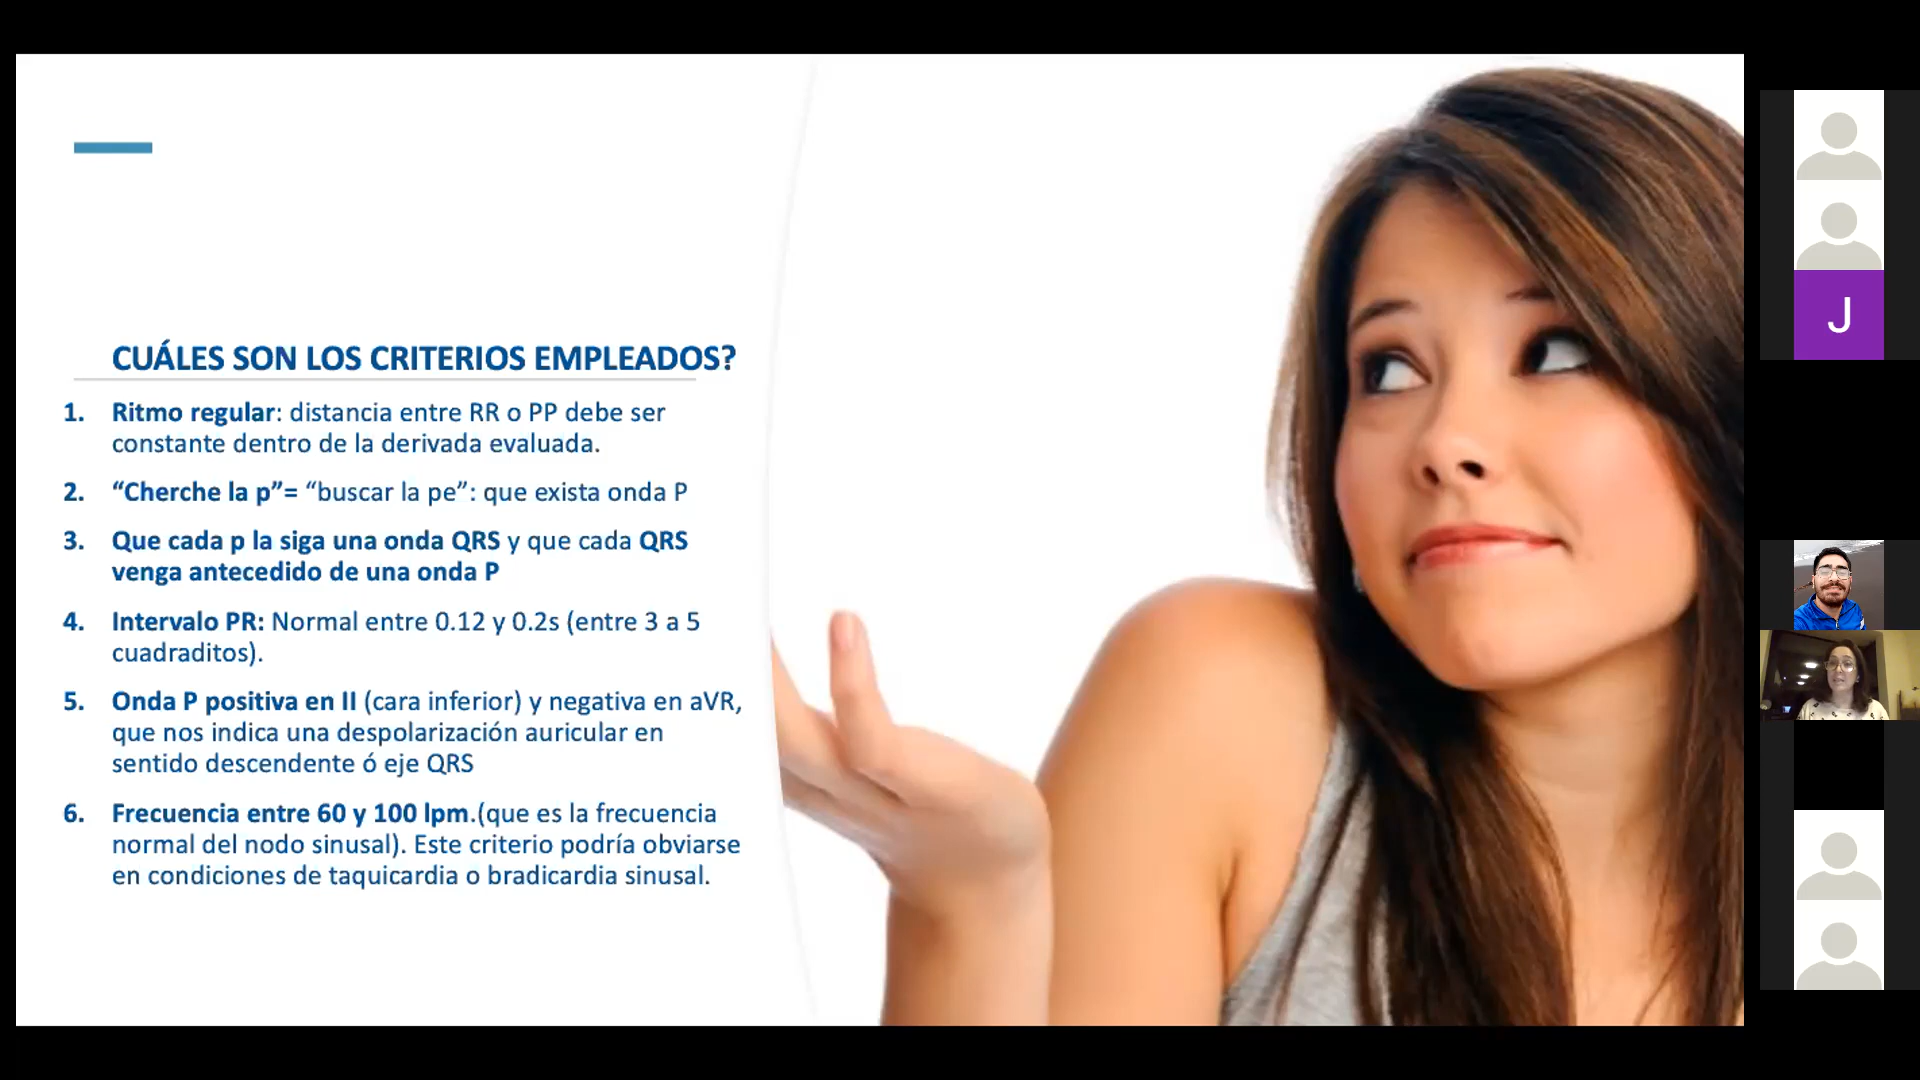 CUÁLES SON LOS CRITERIOS EMPLEADOS?
1. Ritmo regular: distancia entre RR o PP debe ser
constante dentro de la derivada evaluada.
2. “Cherche la p”= “buscar la pe”: que exista onda P
3. Que cada p la siga una onda QRS y que cada QRS
venga antecedido de una onda P
4. Intervalo PR: Normal entre 0.12 y 0.2s (entre 3 a 5
cuadraditos).
5. Onda P positiva en II (cara inferior) y negativa en aVR,
que nos indica una despolarización auricular en
sentido descendente ó eje QRS
6. Frecuencia entre 60 y 100 lpm.(que es la frecuencia
normal del nodo sinusal). Este criterio podría obviarse
en condiciones de taquicardia o bradicardia sinusal.
J